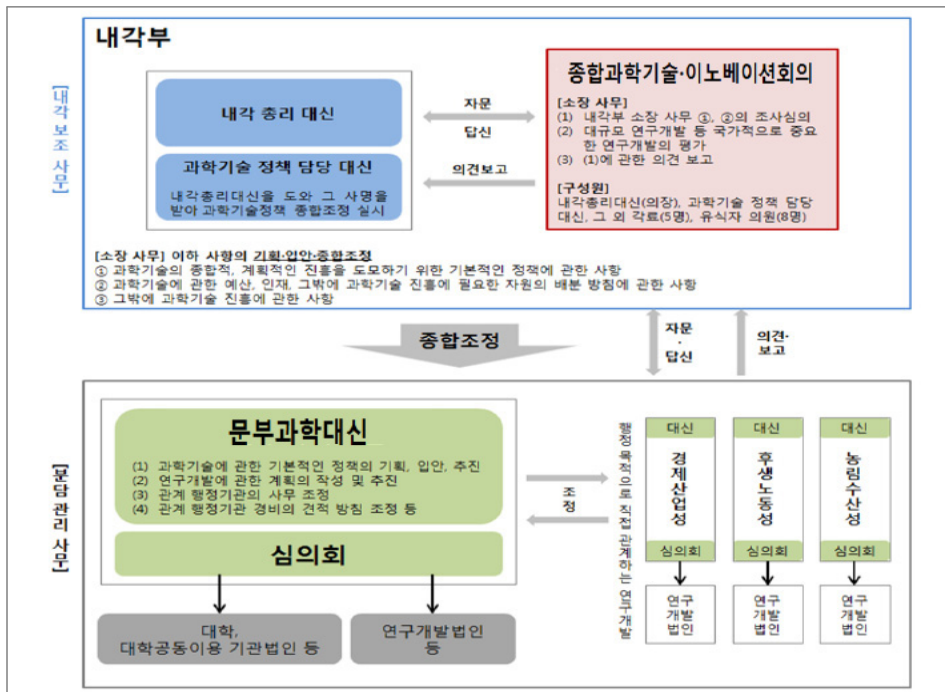 내각부
[내각 보조 사무]
내각 총리 대신
과학기술 정책 담당 대신
내각총리대신을 도와 그 사명을
받아 과학기술정책 종합조정 실시
자문
답신
의견보고
종합과학기술·이노베이션회의
[소장 사무]
(1) 내각부 소장 사무 ①, ②의 조사심의
(2) 대규모 연구개발 등 국가적으로 중요
한 연구개발의 평가
(3) (1)에 관한 의견 보고
[구성원]
내각총리대신(의장), 과학기술 정책 담당
대신, 그 외 각료(5명), 유식자 의원(8명)
[소장 사무] 이하 사항의 기획·입안·종합조정
① 과학기술의 종합적, 계획적인 진흥을 도모하기 위한 기본적인 정책에 관한 사항
② 과학기술에 관한 예산, 인재, 그밖에 과학기술 진흥에 필요한 자원의 배분 방침에 관한 사항
③ 그밖에 과학기술 진흥에 관한 사항
종합조정
자문
·
답신
의견·
보고
[분담 관리 사무]
문부과학대신
(1) 과학기술에 관한 기본적인 정책의 기획, 입안, 추진
(2) 연구개발에 관한 계획의 작성 및 추진
(3) 관계 행정기관의 사무 조정
(4) 관계 행정기관 경비의 견적 방침 조정 등
심의회
대학,
대학공동이용 기관법인 등
연구개발법인
등
조정
행정 목적으로 직접 관계하는 연구개발
대신
경제산업성
심의회
연구
개발
법인
대신
후생노동성
심의회
연구
개발
법인
대신
농림수산성
심의회
연구
개발
법인